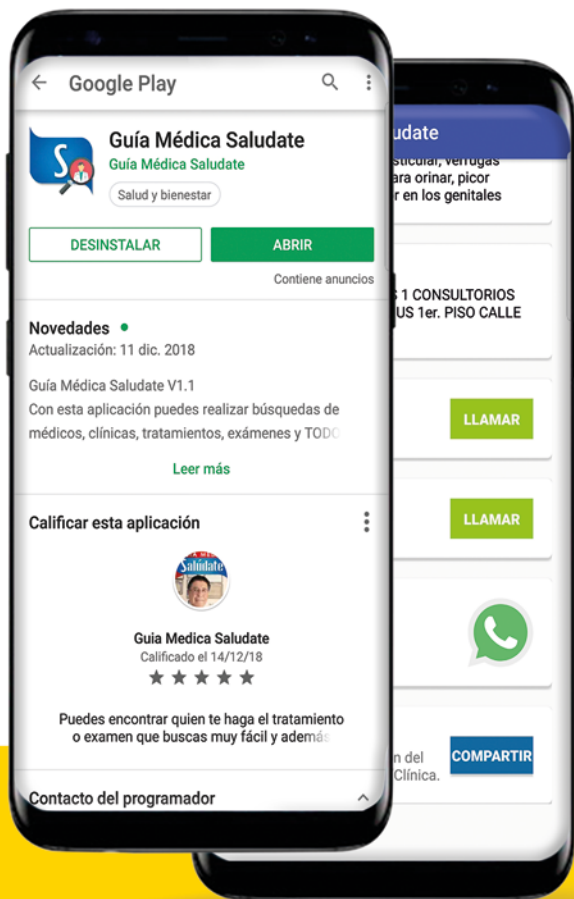 Google Play
S
Guía Médica Saludate
Guía Médica Saludate
Salud y bienestar
DESINSTALAR
ABRIR
Contiene anuncios
Novedades
Actualización: 11 dic. 2018
Guía Médica Saludate V1.1
Con esta aplicación puedes realizar búsquedas de
médicos, clínicas, tratamientos, exámenes y TODO
Leer más
Calificar esta aplicación
Saludate
Guia Medica Saludate
Calificado el 14/12/18
Puedes encontrar quien te haga el tratamiento
o examen que buscas muy fácil y además
Contacto del programador
udate
sticular, verrugas
ara orinar, picor
r en los genitales
S 1 CONSULTORIOS
US 1er. PISO CALLE
LLAMAR
LLAMAR
n del
Clínica.
COMPARTIR